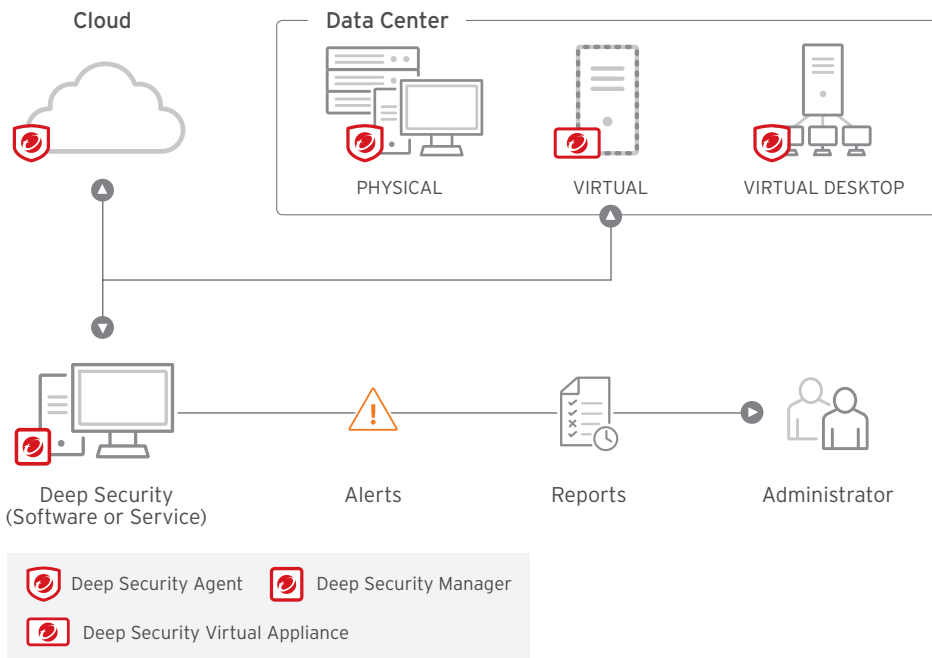 Cloud
Data Center
PHYSICAL
VIRTUAL
VIRTUAL DESKTOP
Deep Security
(Software or Service)
Alerts
Reports
Administrator
Deep Security Agent
Deep Security Manager
Deep Security Virtual Appliance